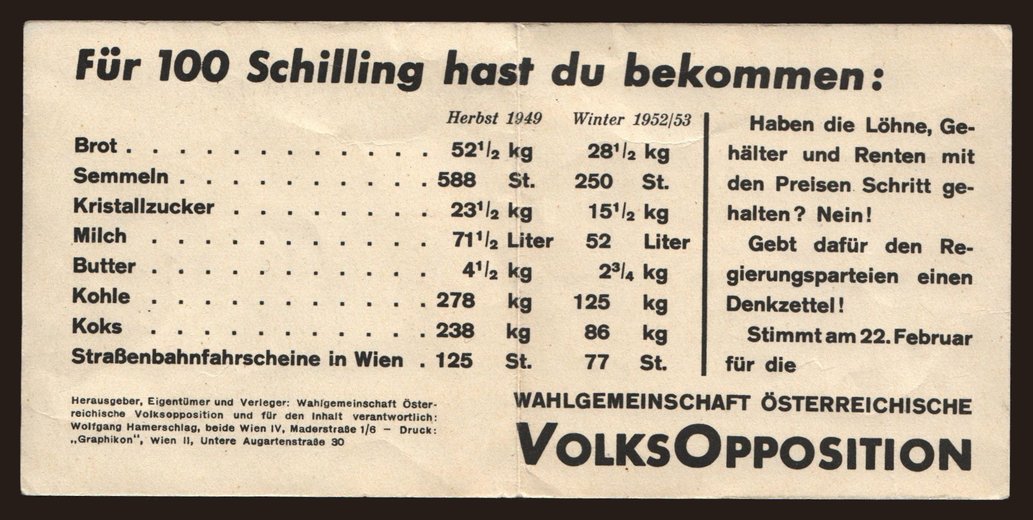 Für 100 Schilling hast du bekommen:
Herbst 1949 Winter 1952/53
Brot . . . . . . . . . . . . 52½ kg 28½ kg
Semmeln . . . . . . . . . . 588 St. 250 St.
Kristallzucker . . . . . . . . 23½ kg 15½ kg
Milch . . . . . . . . . . . 71½ Liter 52 Liter
Butter . . . . . . . . . . . 4½ kg 2¾ kg
Kohle . . . . . . . . . . . 278 kg 125 kg
Koks . . . . . . . . . . . 238 kg 86 kg
Straßenbahnfahrscheine in Wien . 125 St. 77 St.
Haben die Löhne, Ge-
hälter und Renten mit
den Preisen Schritt ge-
halten? Nein!
Gebt dafür den Re-
gierungsparteien einen
Denkzettel!
Stimmt am 22. Februar
für die
WAHLGEMEINSCHAFT ÖSTERREICHISCHE
VOLKSOPPOSITION
Herausgeber, Eigentümer und Verleger: Wahlgemeinschaft Öster-
reichische Volksopposition und für den Inhalt verantwortlich:
Wolfgang Hamerschlag, beide Wien IV, Maderstraße 1/6 — Druck:
„Graphikon", Wien II, Untere Augartenstraße 30